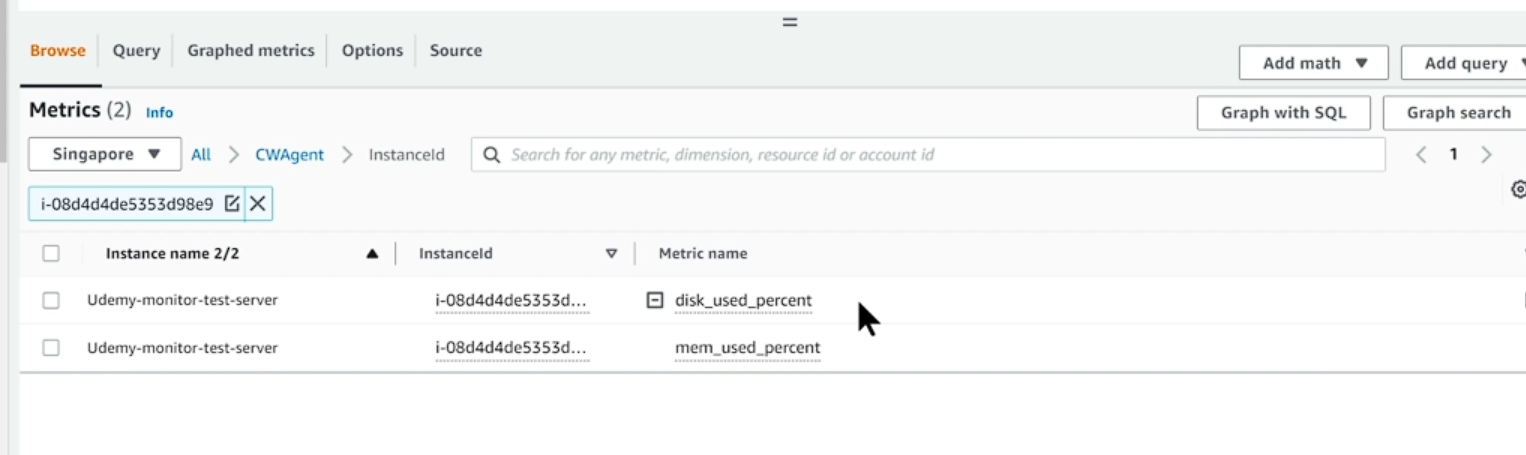 Browse Query Graphed metrics Options Source
Add math Add query
Metrics (2) Info
Graph with SQL Graph search
Singapore All CWAgent InstanceId Search for any metric, dimension, resource id or account id 1
i-08d4d4de5353d98e9
Instance name 2/2 InstanceId Metric name
Udemy-monitor-test-server i-08d4d4de5353d... disk_used_percent
Udemy-monitor-test-server i-08d4d4de5353d... mem_used_percent